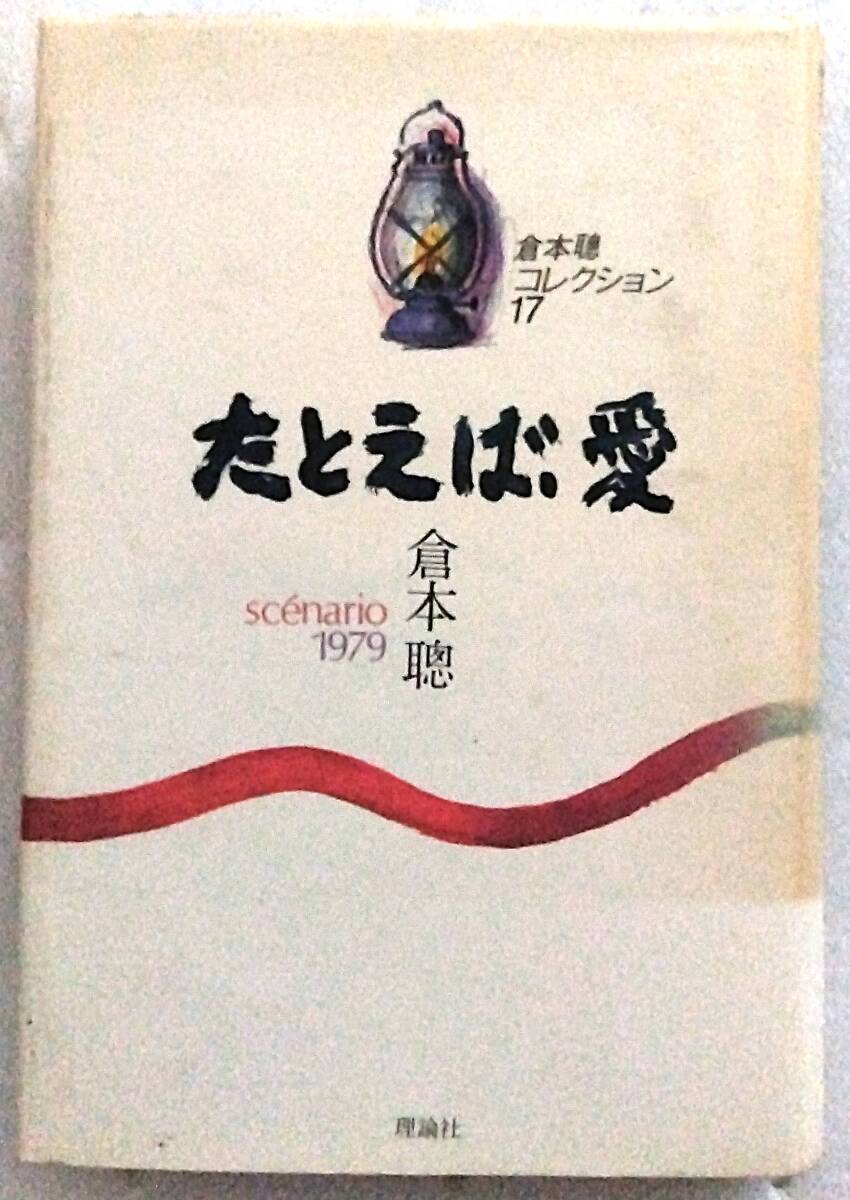 倉本聰
コレクション
17
たとえば、愛
倉本聰
scénario
1979
理論社